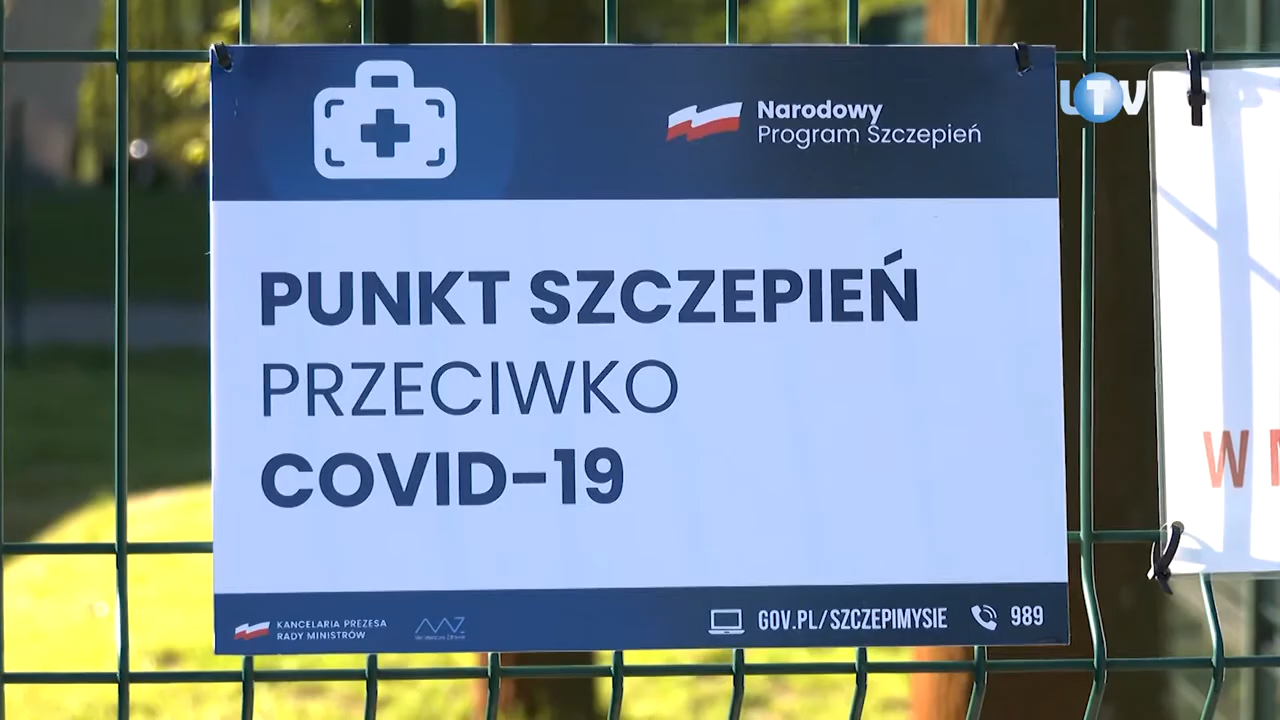 LTV
Narodowy
Program Szczepień
PUNKT SZCZEPIEŃ
PRZECIWKO
COVID-19
KANCELARIA PREZESA
RADY MINISTRÓW
GOV.PL/SZCZEPIMYSIE
989
W